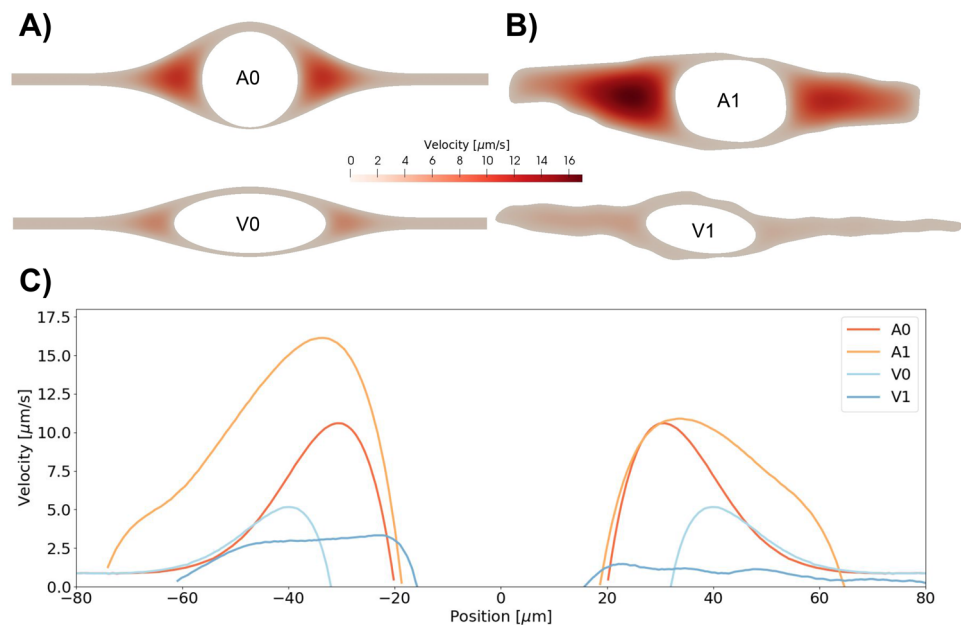 A)
B)
A0
A1
Velocity [μm/s]
0 2 4 6 8 10 12 14 16
V0
V1
C)
17.5
15.0
12.5
10.0
7.5
5.0
2.5
0.0
Velocity [μm/s]
A0
A1
V0
V1
−80 −60 −40 −20 0 20 40 60 80
Position [μm]